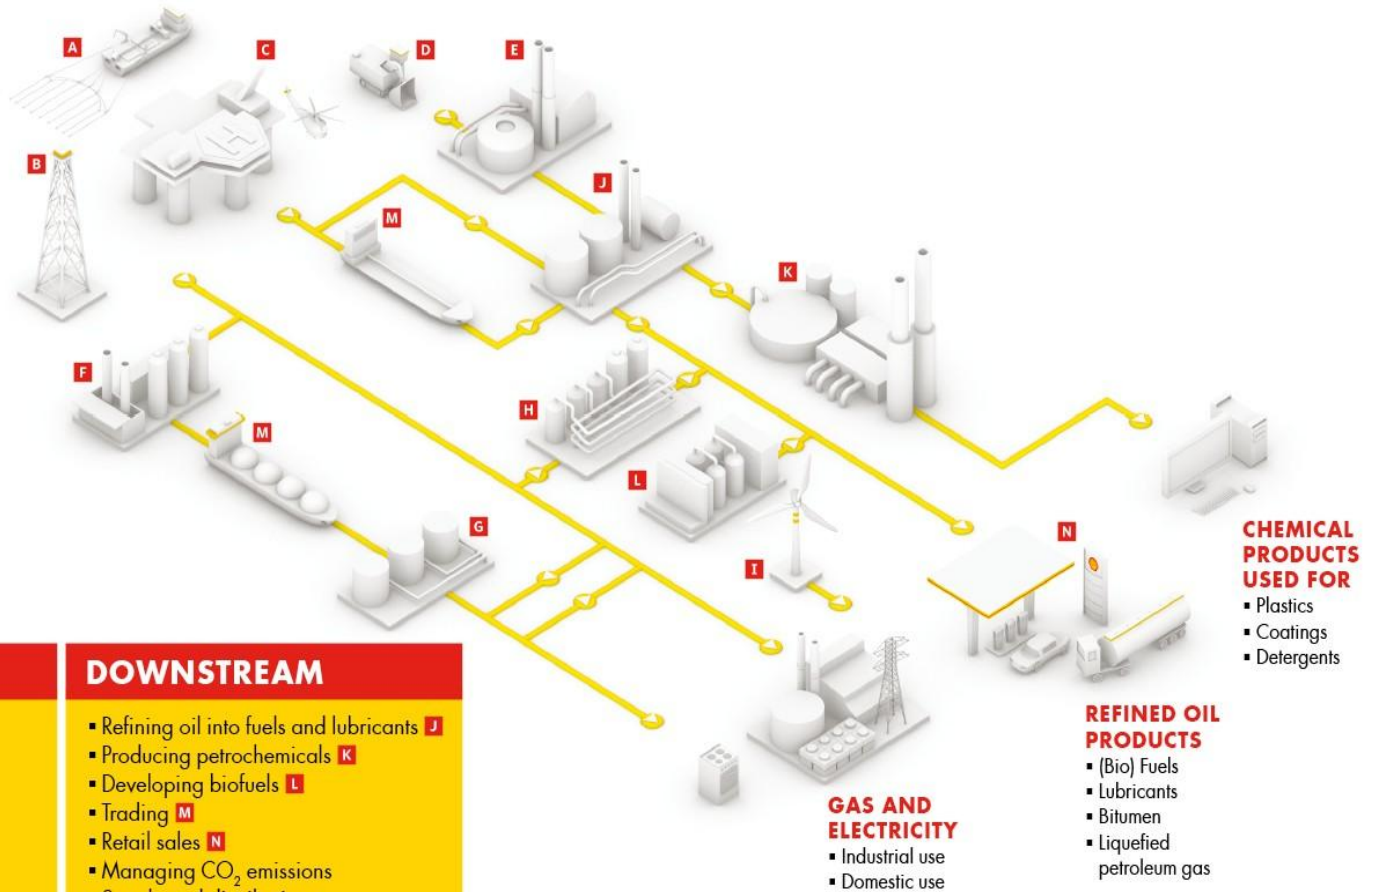 A
C
D
E
B
J
M
K
F
H
M
L
G
I
N
CHEMICAL
PRODUCTS
USED FOR
▪ Plastics
▪ Coatings
▪ Detergents
REFINED OIL
PRODUCTS
▪ (Bio) Fuels
▪ Lubricants
▪ Bitumen
▪ Liquefied
petroleum gas
GAS AND
ELECTRICITY
▪ Industrial use
▪ Domestic use
DOWNSTREAM
▪ Refining oil into fuels and lubricants J
▪ Producing petrochemicals K
▪ Developing biofuels L
▪ Trading M
▪ Retail sales N
▪ Managing CO₂ emissions